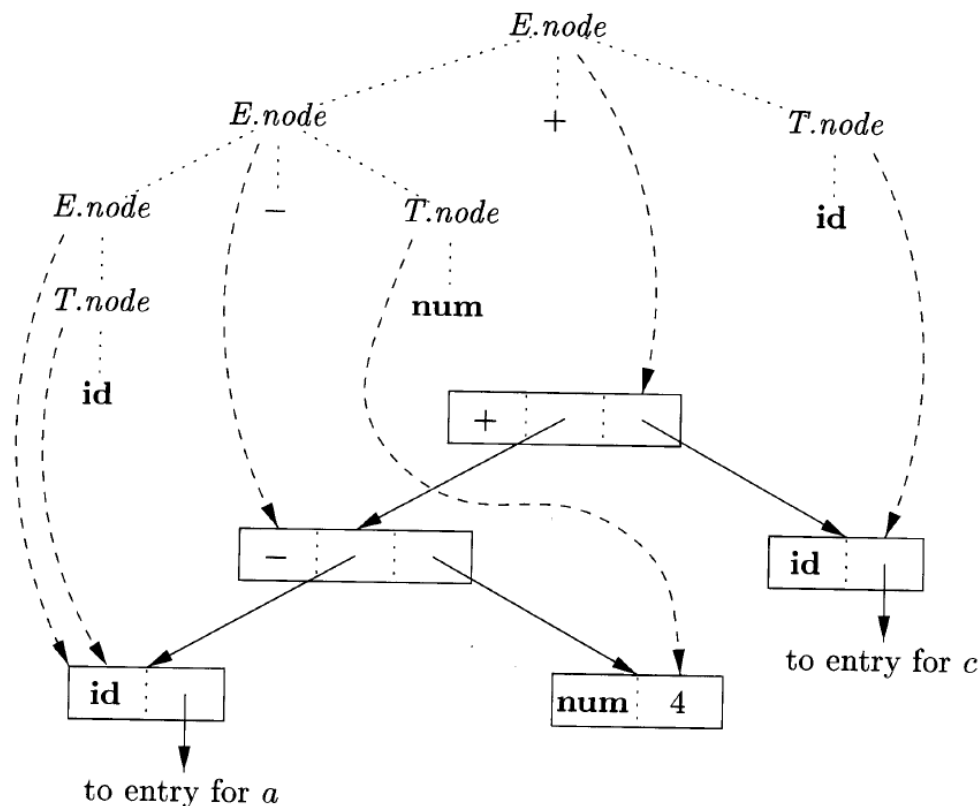 E.node
E.node + T.node
E.node − T.node id
T.node num
id
+
− id
to entry for c
id num 4
to entry for a